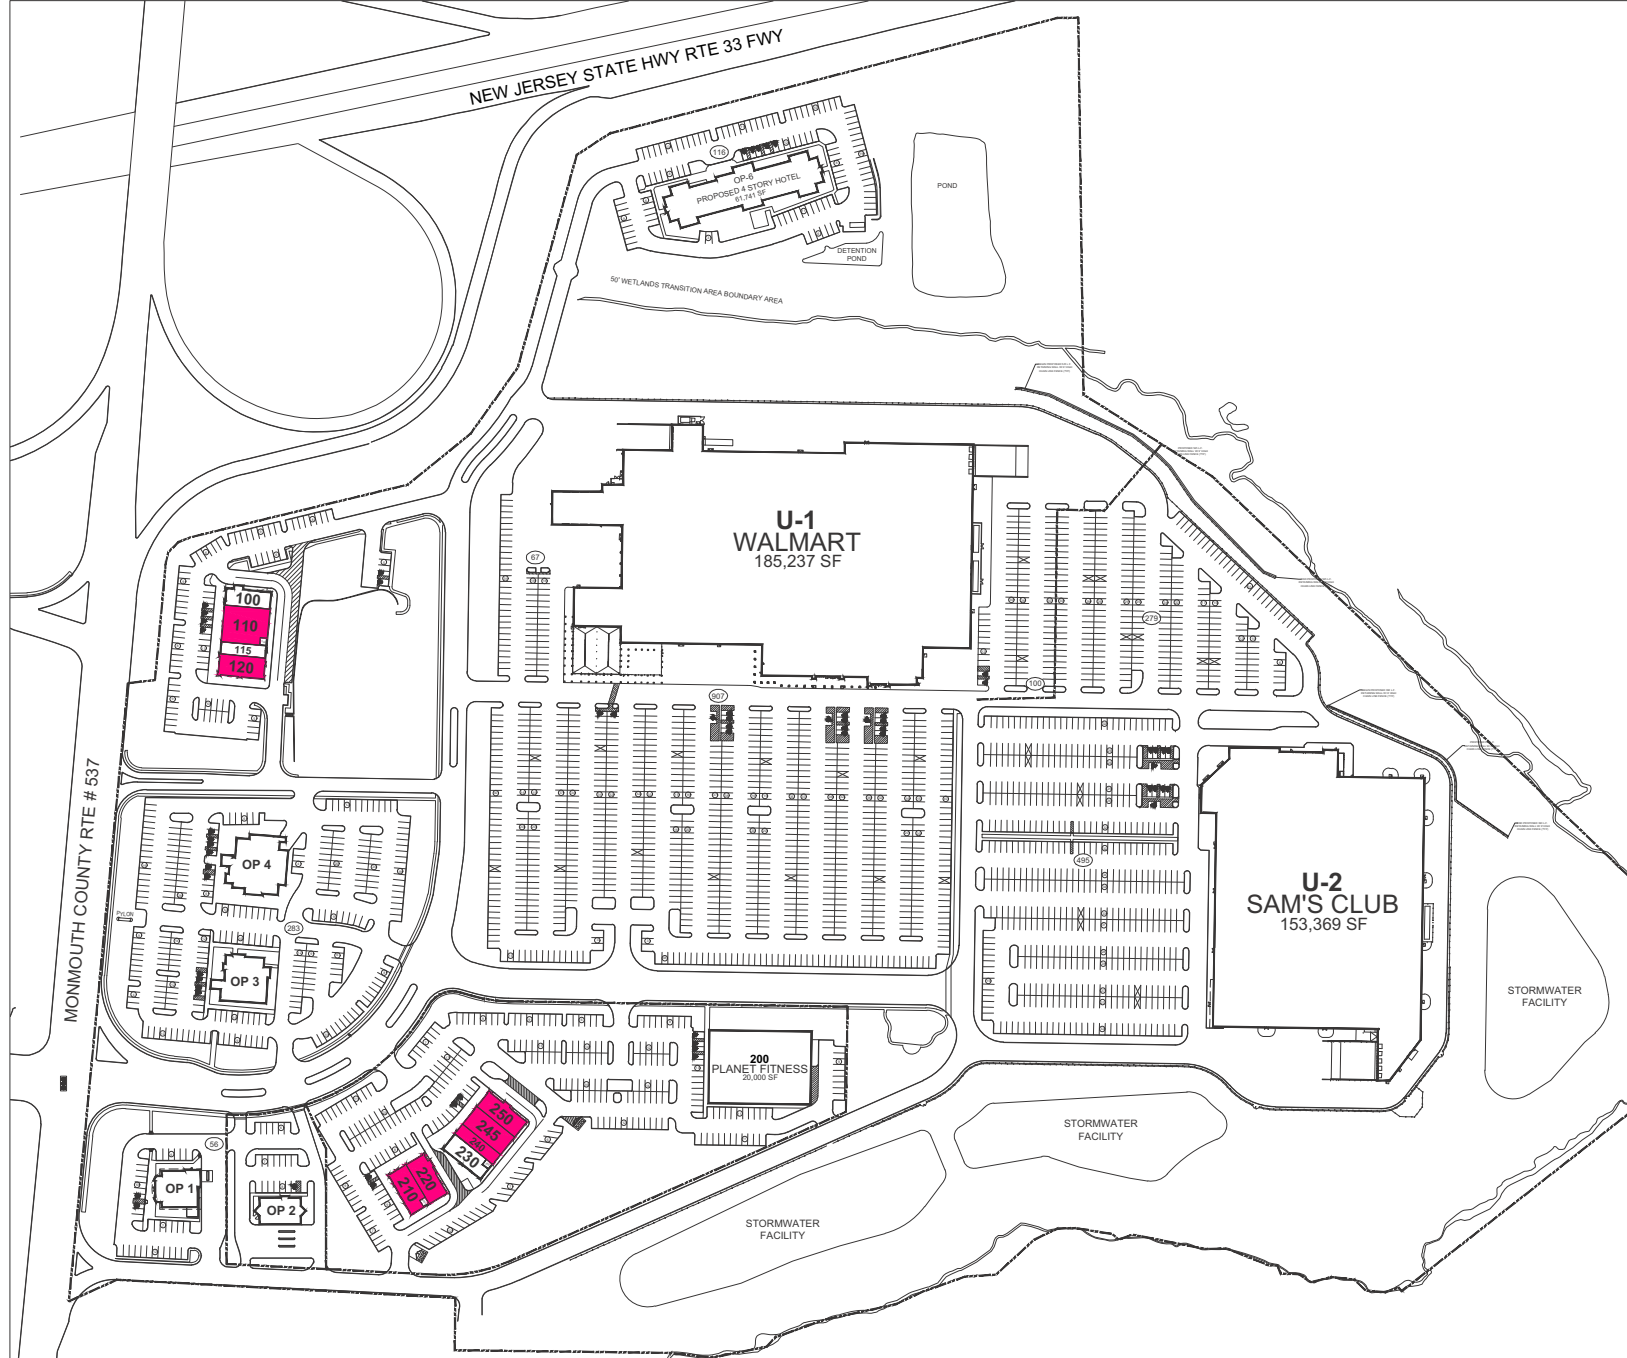 NEW JERSEY STATE HWY RTE 33 FWY
116
OP-6
PROPOSED 4 STORY HOTEL
61,741 SF
POND
DETENTION
POND
50' WETLANDS TRANSITION AREA BOUNDARY AREA
U-1
WALMART
185,237 SF
67
279
100
907
100
110
115
120
MONMOUTH COUNTY RTE # 537
OP 4
PYLON
283
OP 3
495
U-2
SAM'S CLUB
153,369 SF
STORMWATER
FACILITY
200
PLANET FITNESS
20,000 SF
250
245
240
230
220
210
56
OP 1
OP 2
STORMWATER
FACILITY
STORMWATER
FACILITY